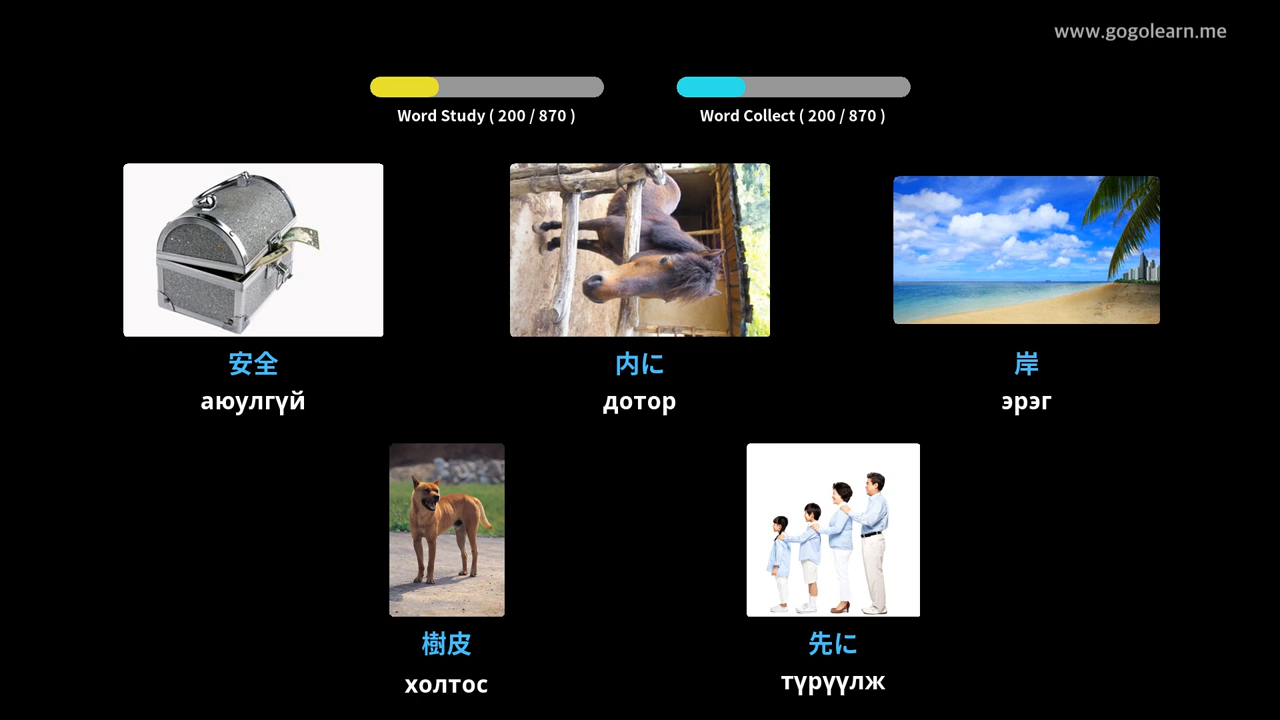 www.gogolearn.me
Word Study ( 200 / 870 )
Word Collect ( 200 / 870 )
安全
аюулгүй
内に
дотор
岸
эрэг
樹皮
холтос
先に
түрүүлж